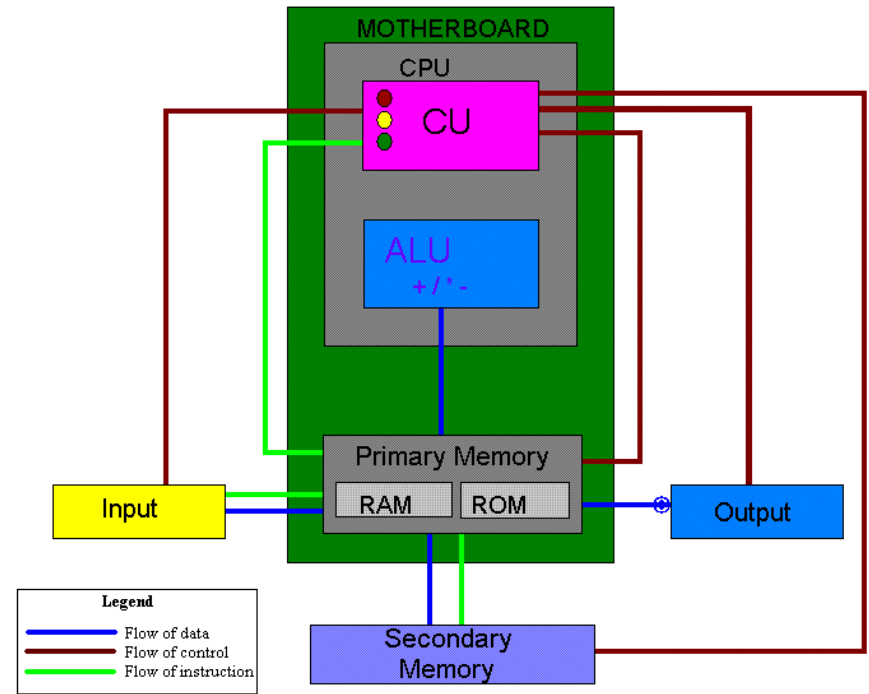 MOTHERBOARD
CPU
CU
ALU
+ / * -
Primary Memory
RAM
ROM
Input
Output
Secondary
Memory
Legend
Flow of data
Flow of control
Flow of instruction